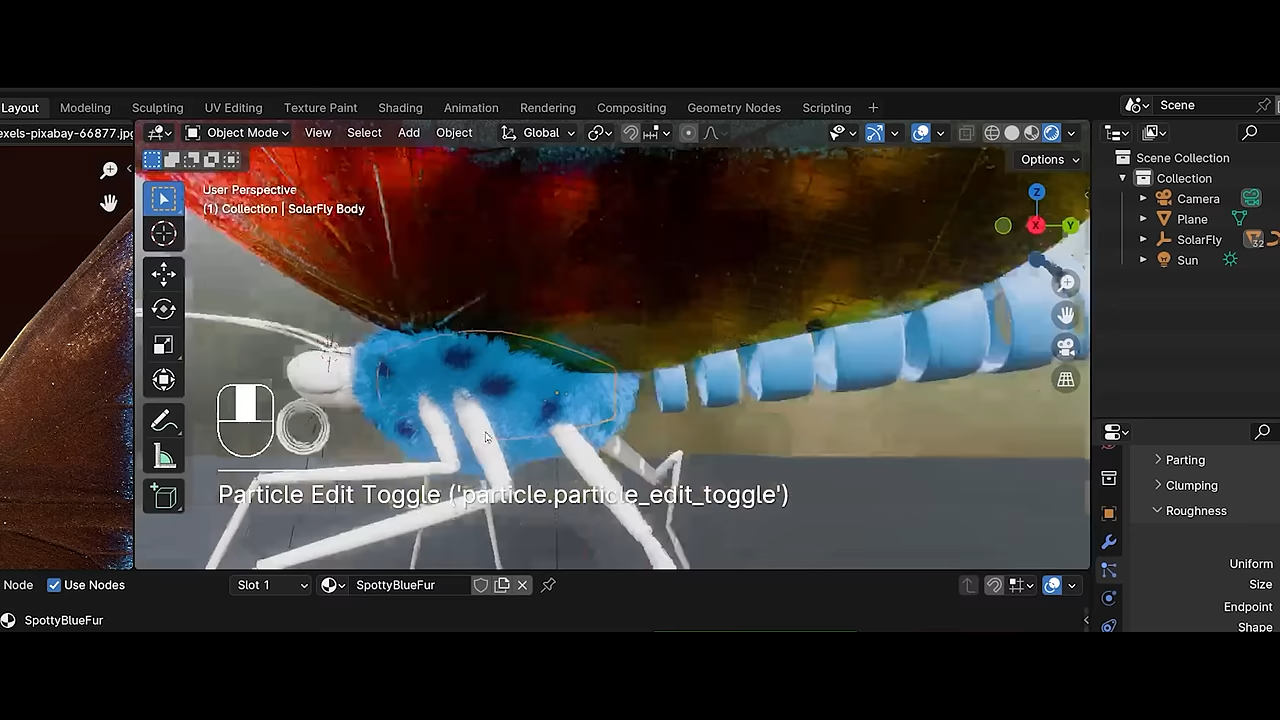 Layout Modeling Sculpting UV Editing Texture Paint Shading Animation Rendering Compositing Geometry Nodes Scripting + Scene
exels-pixabay-66877.jpg Object Mode View Select Add Object Global
Options
User Perspective
(1) Collection | SolarFly Body
Z
X
Y
Scene Collection
Collection
Camera
Plane
SolarFly 32
Sun
Particle Edit Toggle ('particle.particle_edit_toggle')
Parting
Clumping
Roughness
Uniform
Size
Endpoint
Shape
Node Use Nodes Slot 1 SpottyBlueFur
SpottyBlueFur